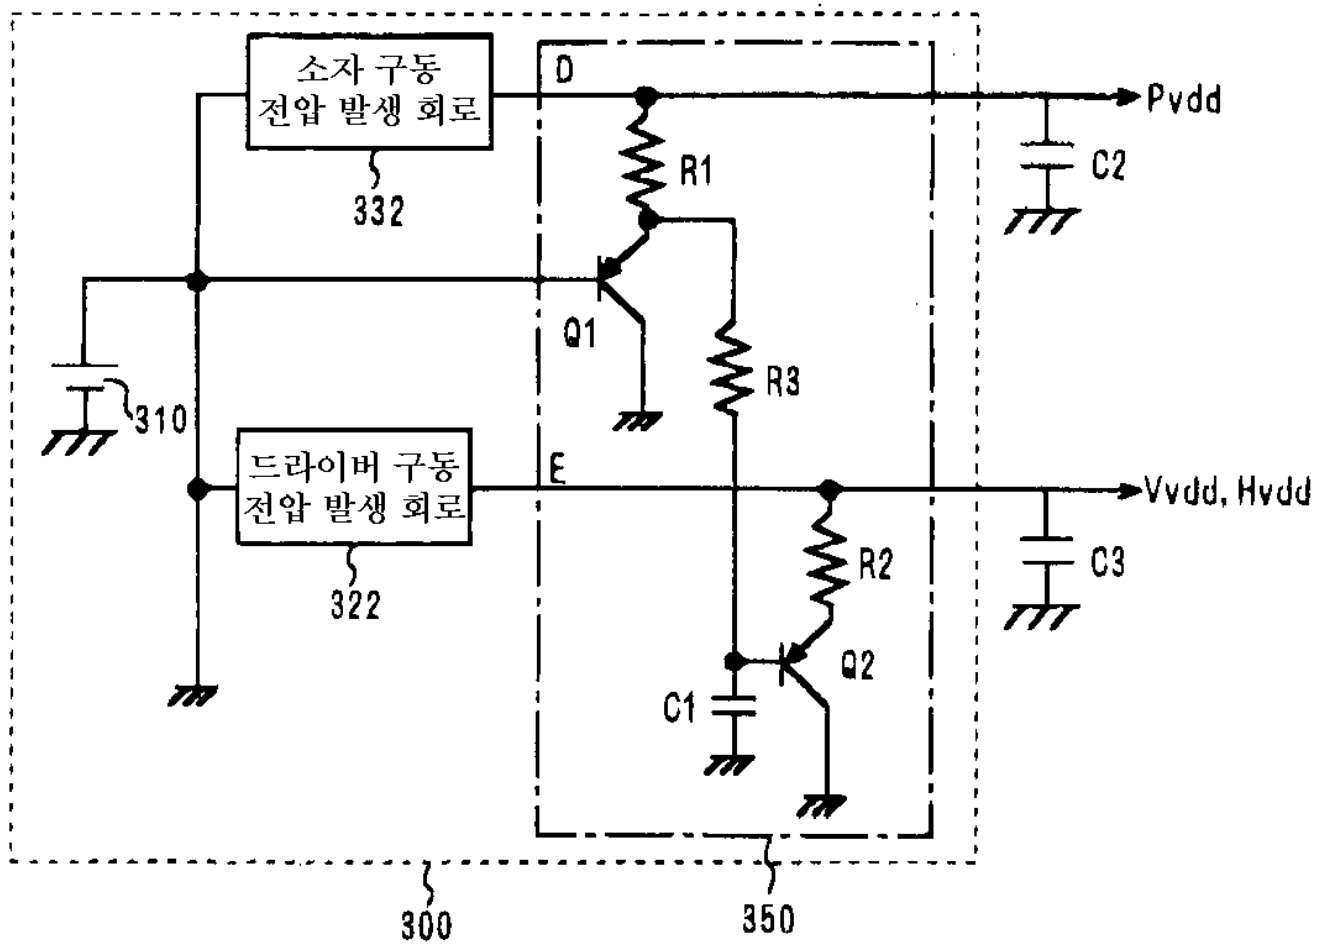 소자 구동
전압 발생 회로
332
D
Pvdd
R1
C2
Q1
R3
310
드라이버 구동
전압 발생 회로
322
E
Vvdd, Hvdd
R2
C3
Q2
C1
300
350